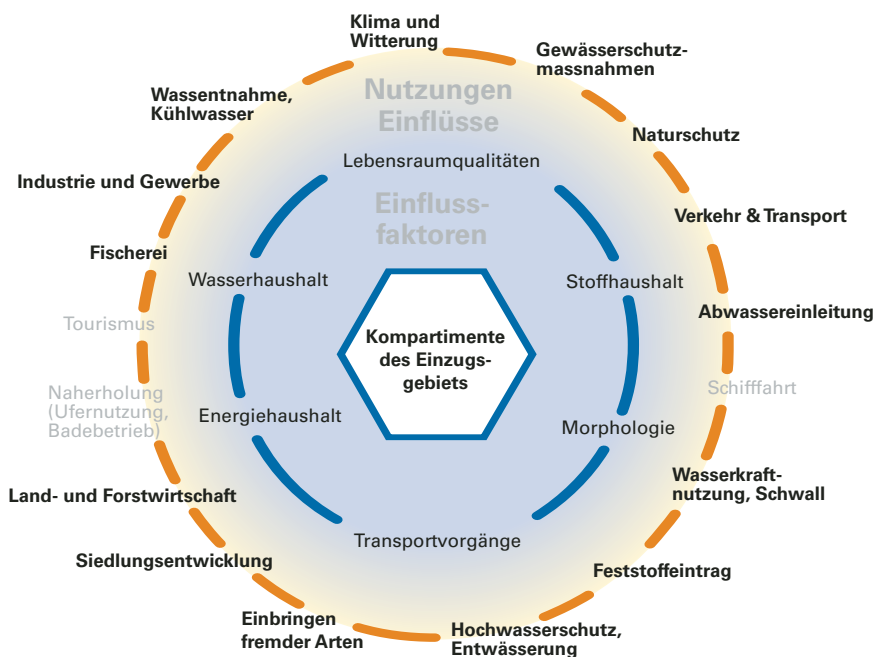 Klima und
Witterung
Gewässerschutz-
massnahmen
Nutzungen
Einflüsse
Wassentnahme,
Kühlwasser
Naturschutz
Lebensraumqualitäten
Industrie und Gewerbe
Einfluss-
faktoren
Verkehr & Transport
Fischerei
Wasserhaushalt
Stoffhaushalt
Abwassereinleitung
Tourismus
Kompartimente
des Einzugs-
gebiets
Naherholung
(Ufernutzung,
Badebetrieb)
Schifffahrt
Energiehaushalt
Morphologie
Wasserkraft-
nutzung, Schwall
Land- und Forstwirtschaft
Transportvorgänge
Siedlungsentwicklung
Feststoffeintrag
Einbringen
fremder Arten
Hochwasserschutz,
Entwässerung